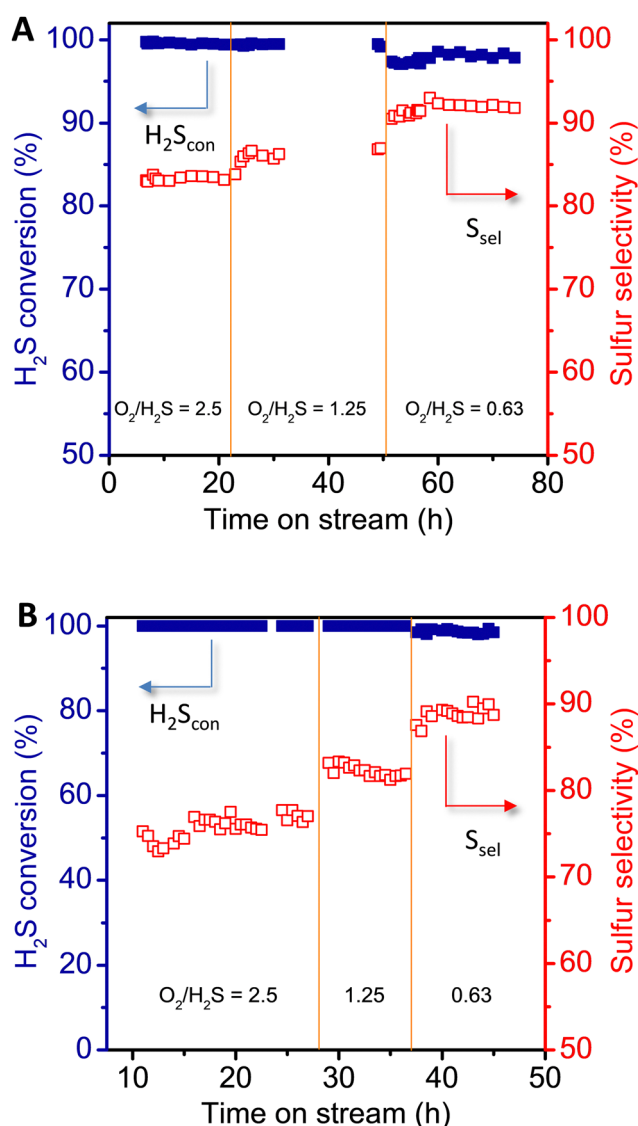 A
H₂S conversion (%)
100
90
80
70
60
50
H₂Scon
Ssel
O₂/H₂S = 2.5
O₂/H₂S = 1.25
O₂/H₂S = 0.63
100
90
80
70
60
50
Sulfur selectivity (%)
0
20
40
60
80
Time on stream (h)
B
H₂S conversion (%)
100
80
60
40
20
0
H₂Scon
Ssel
O₂/H₂S = 2.5
1.25
0.63
100
90
80
70
60
50
Sulfur selectivity (%)
10
20
30
40
50
Time on stream (h)